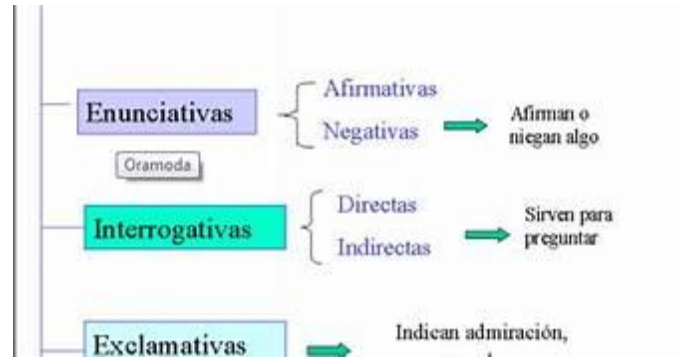 Enunciativas
Afirmativas
Negativas
Afirman o
niegan algo
Oramoda
Interrogativas
Directas
Indirectas
Sirven para
preguntar
Exclamativas
Indican admiración,